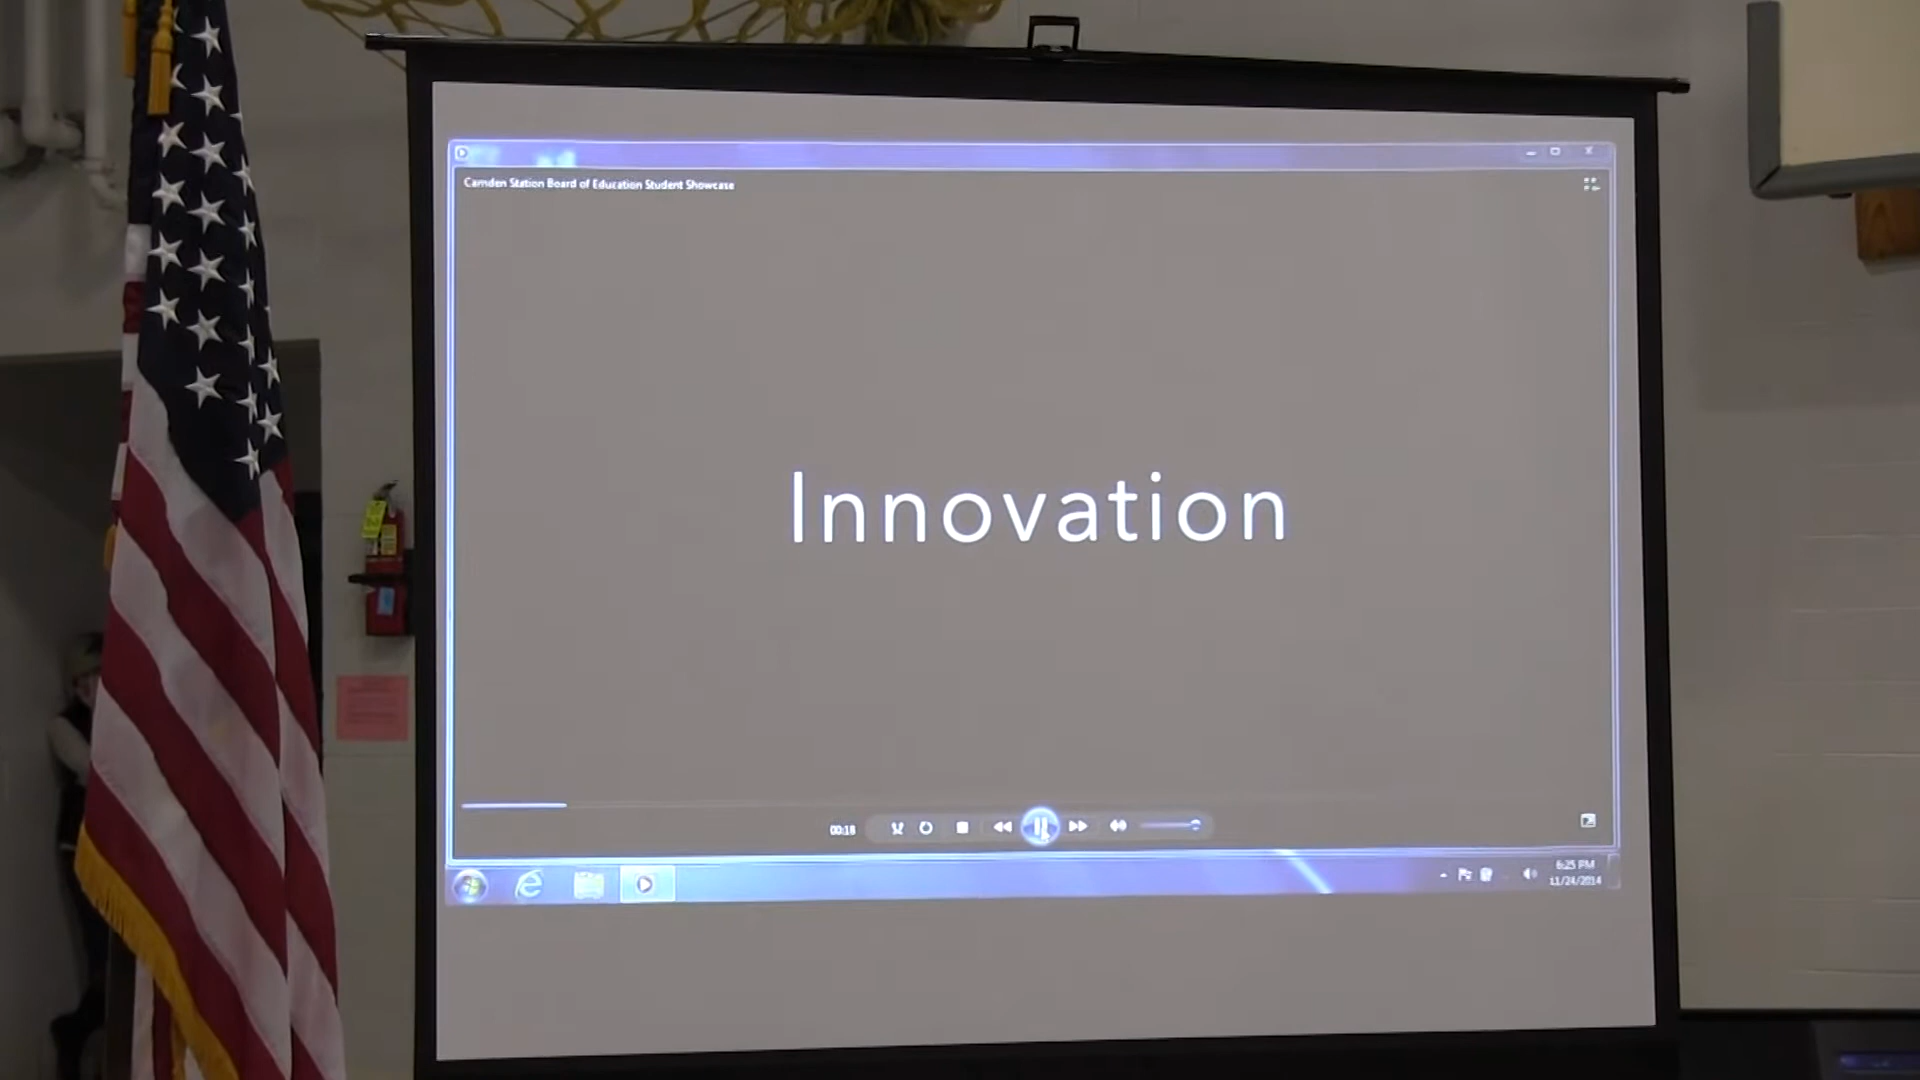 Camden Station Board of Education Student Showcase
Innovation
00:18
6:25 PM
11/24/2014